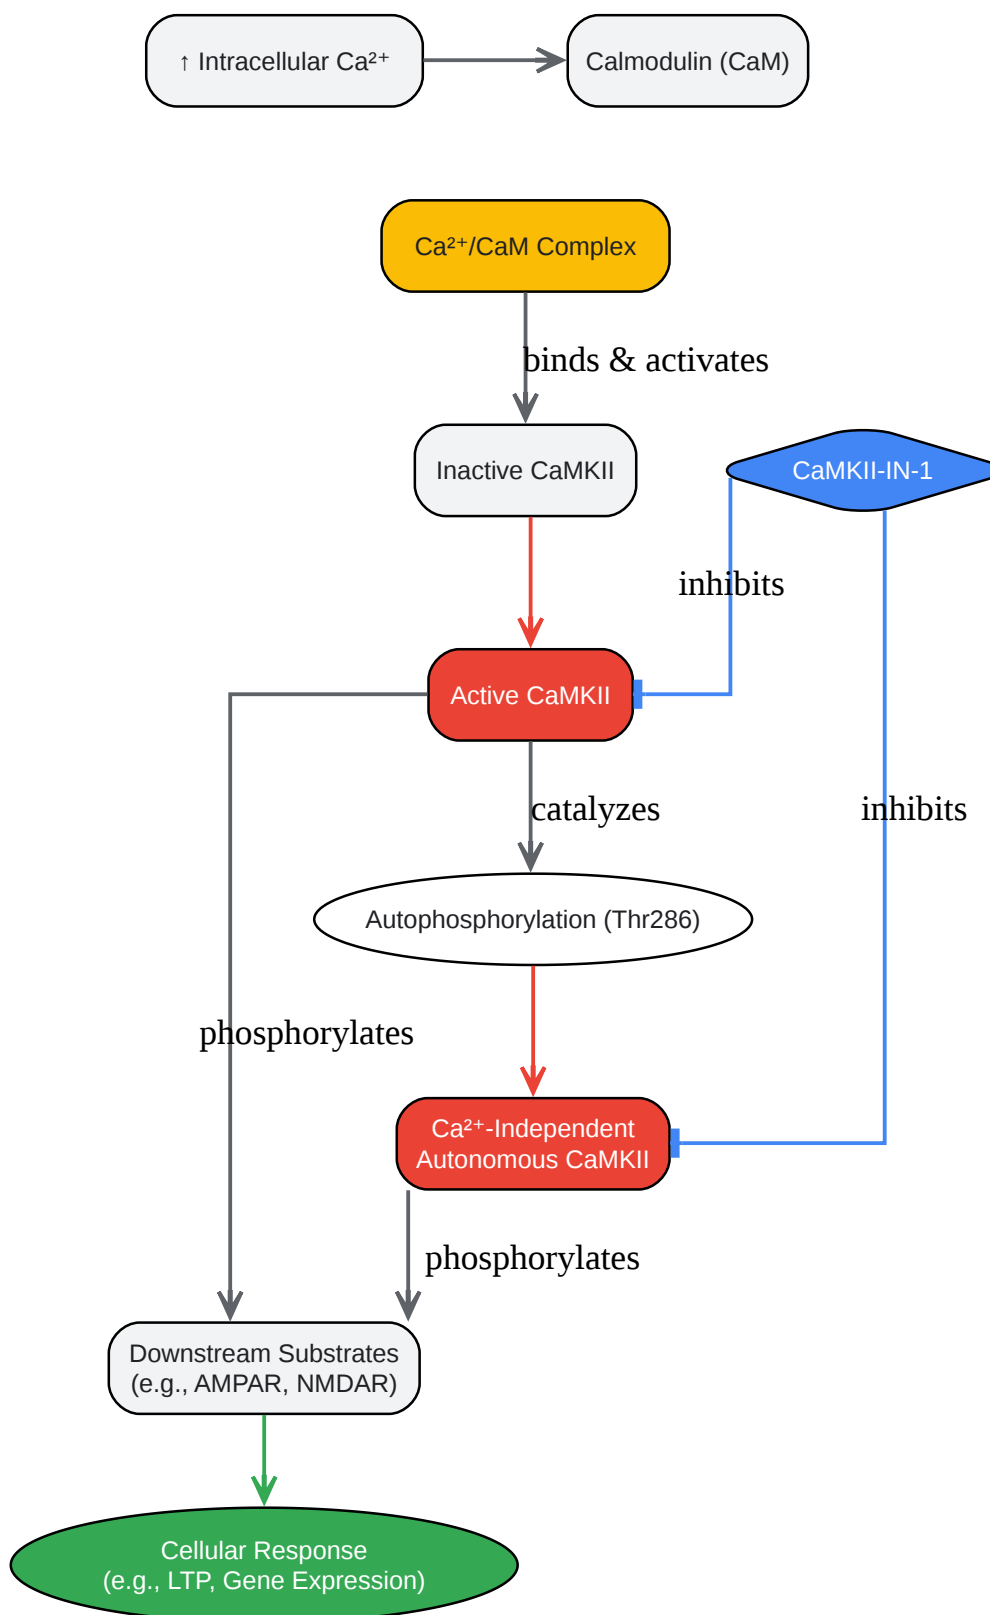 ↑ Intracellular Ca²⁺
Calmodulin (CaM)
Ca²⁺/CaM Complex
binds & activates
Inactive CaMKII
CaMKII-IN-1
inhibits
Active CaMKII
catalyzes
inhibits
Autophosphorylation (Thr286)
phosphorylates
Ca²⁺-Independent
Autonomous CaMKII
phosphorylates
Downstream Substrates
(e.g., AMPAR, NMDAR)
Cellular Response
(e.g., LTP, Gene Expression)